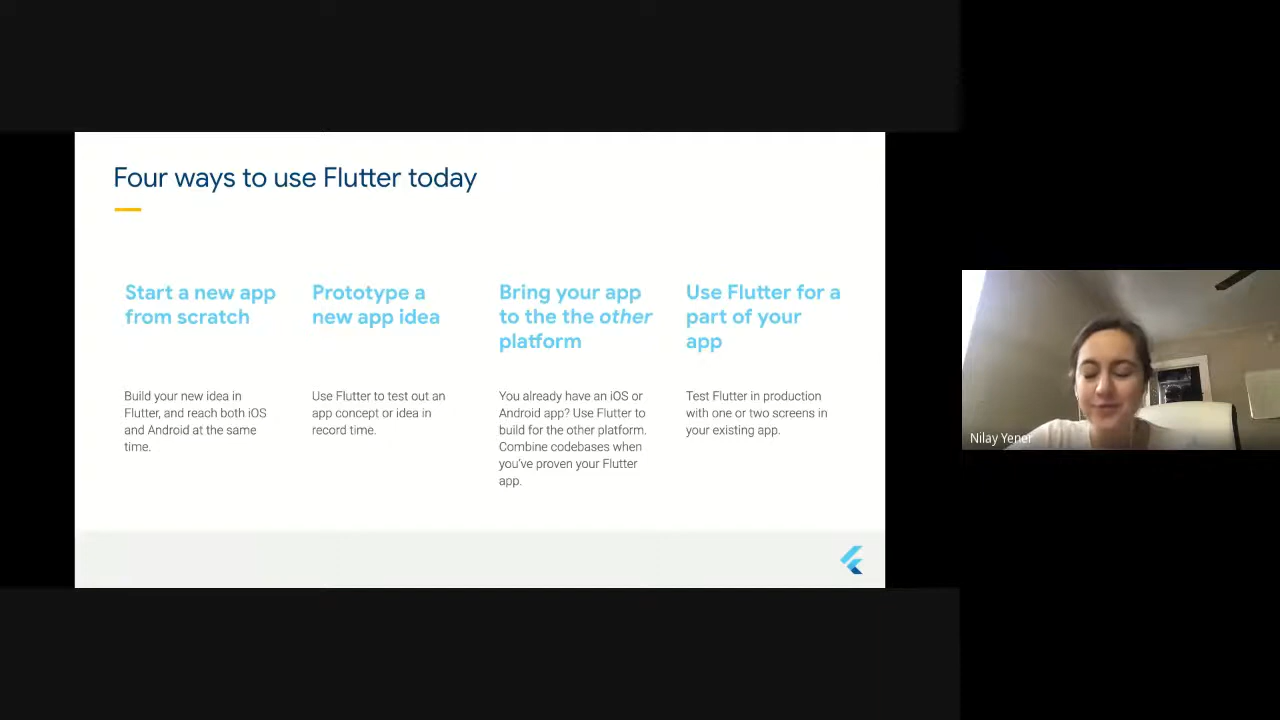 Four ways to use Flutter today
Start a new app
from scratch
Build your new idea in
Flutter, and reach both iOS
and Android at the same
time.
Prototype a
new app idea
Use Flutter to test out an
app concept or idea in
record time.
Bring your app
to the the other
platform
You already have an iOS or
Android app? Use Flutter to
build for the other platform.
Combine codebases when
you've proven your Flutter
app.
Use Flutter for a
part of your
app
Test Flutter in production
with one or two screens in
your existing app.
Nilay Yener